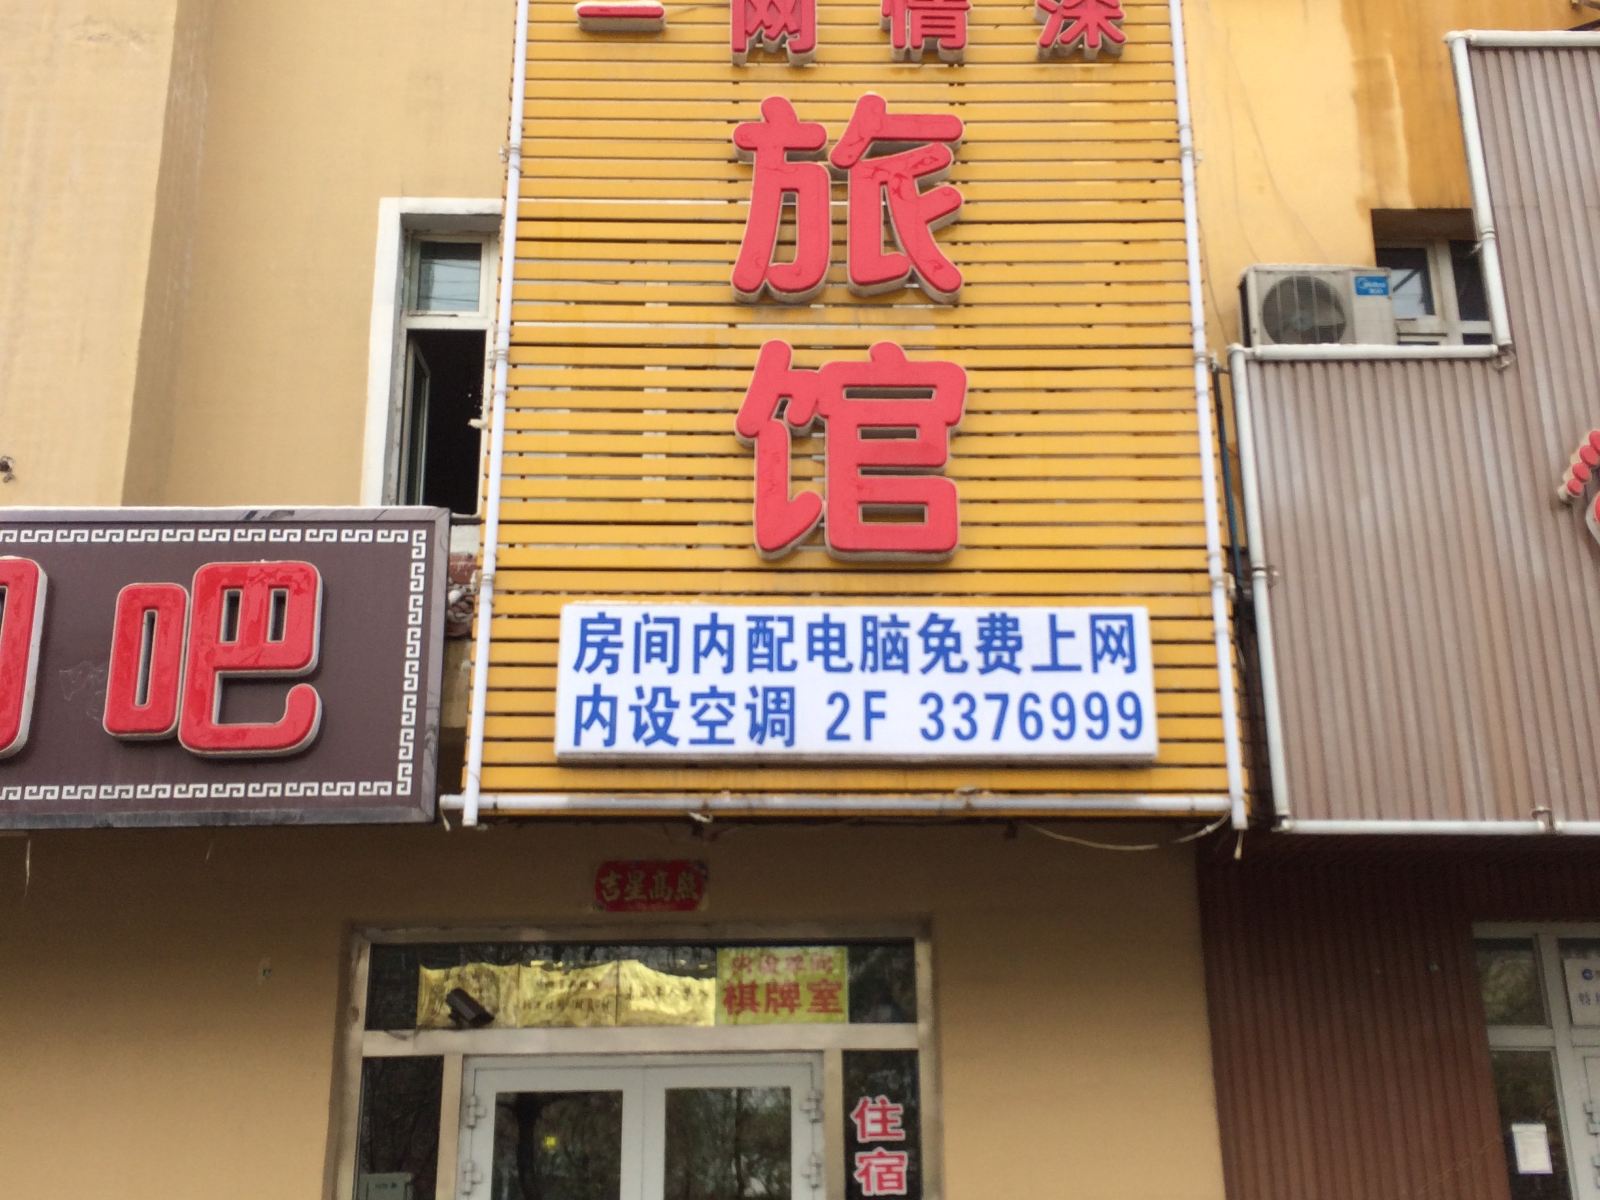 一网情深
旅
馆
吧
房间内配电脑免费上网
内设空调 2F 3376999
吉星高照
棋牌室
住
宿